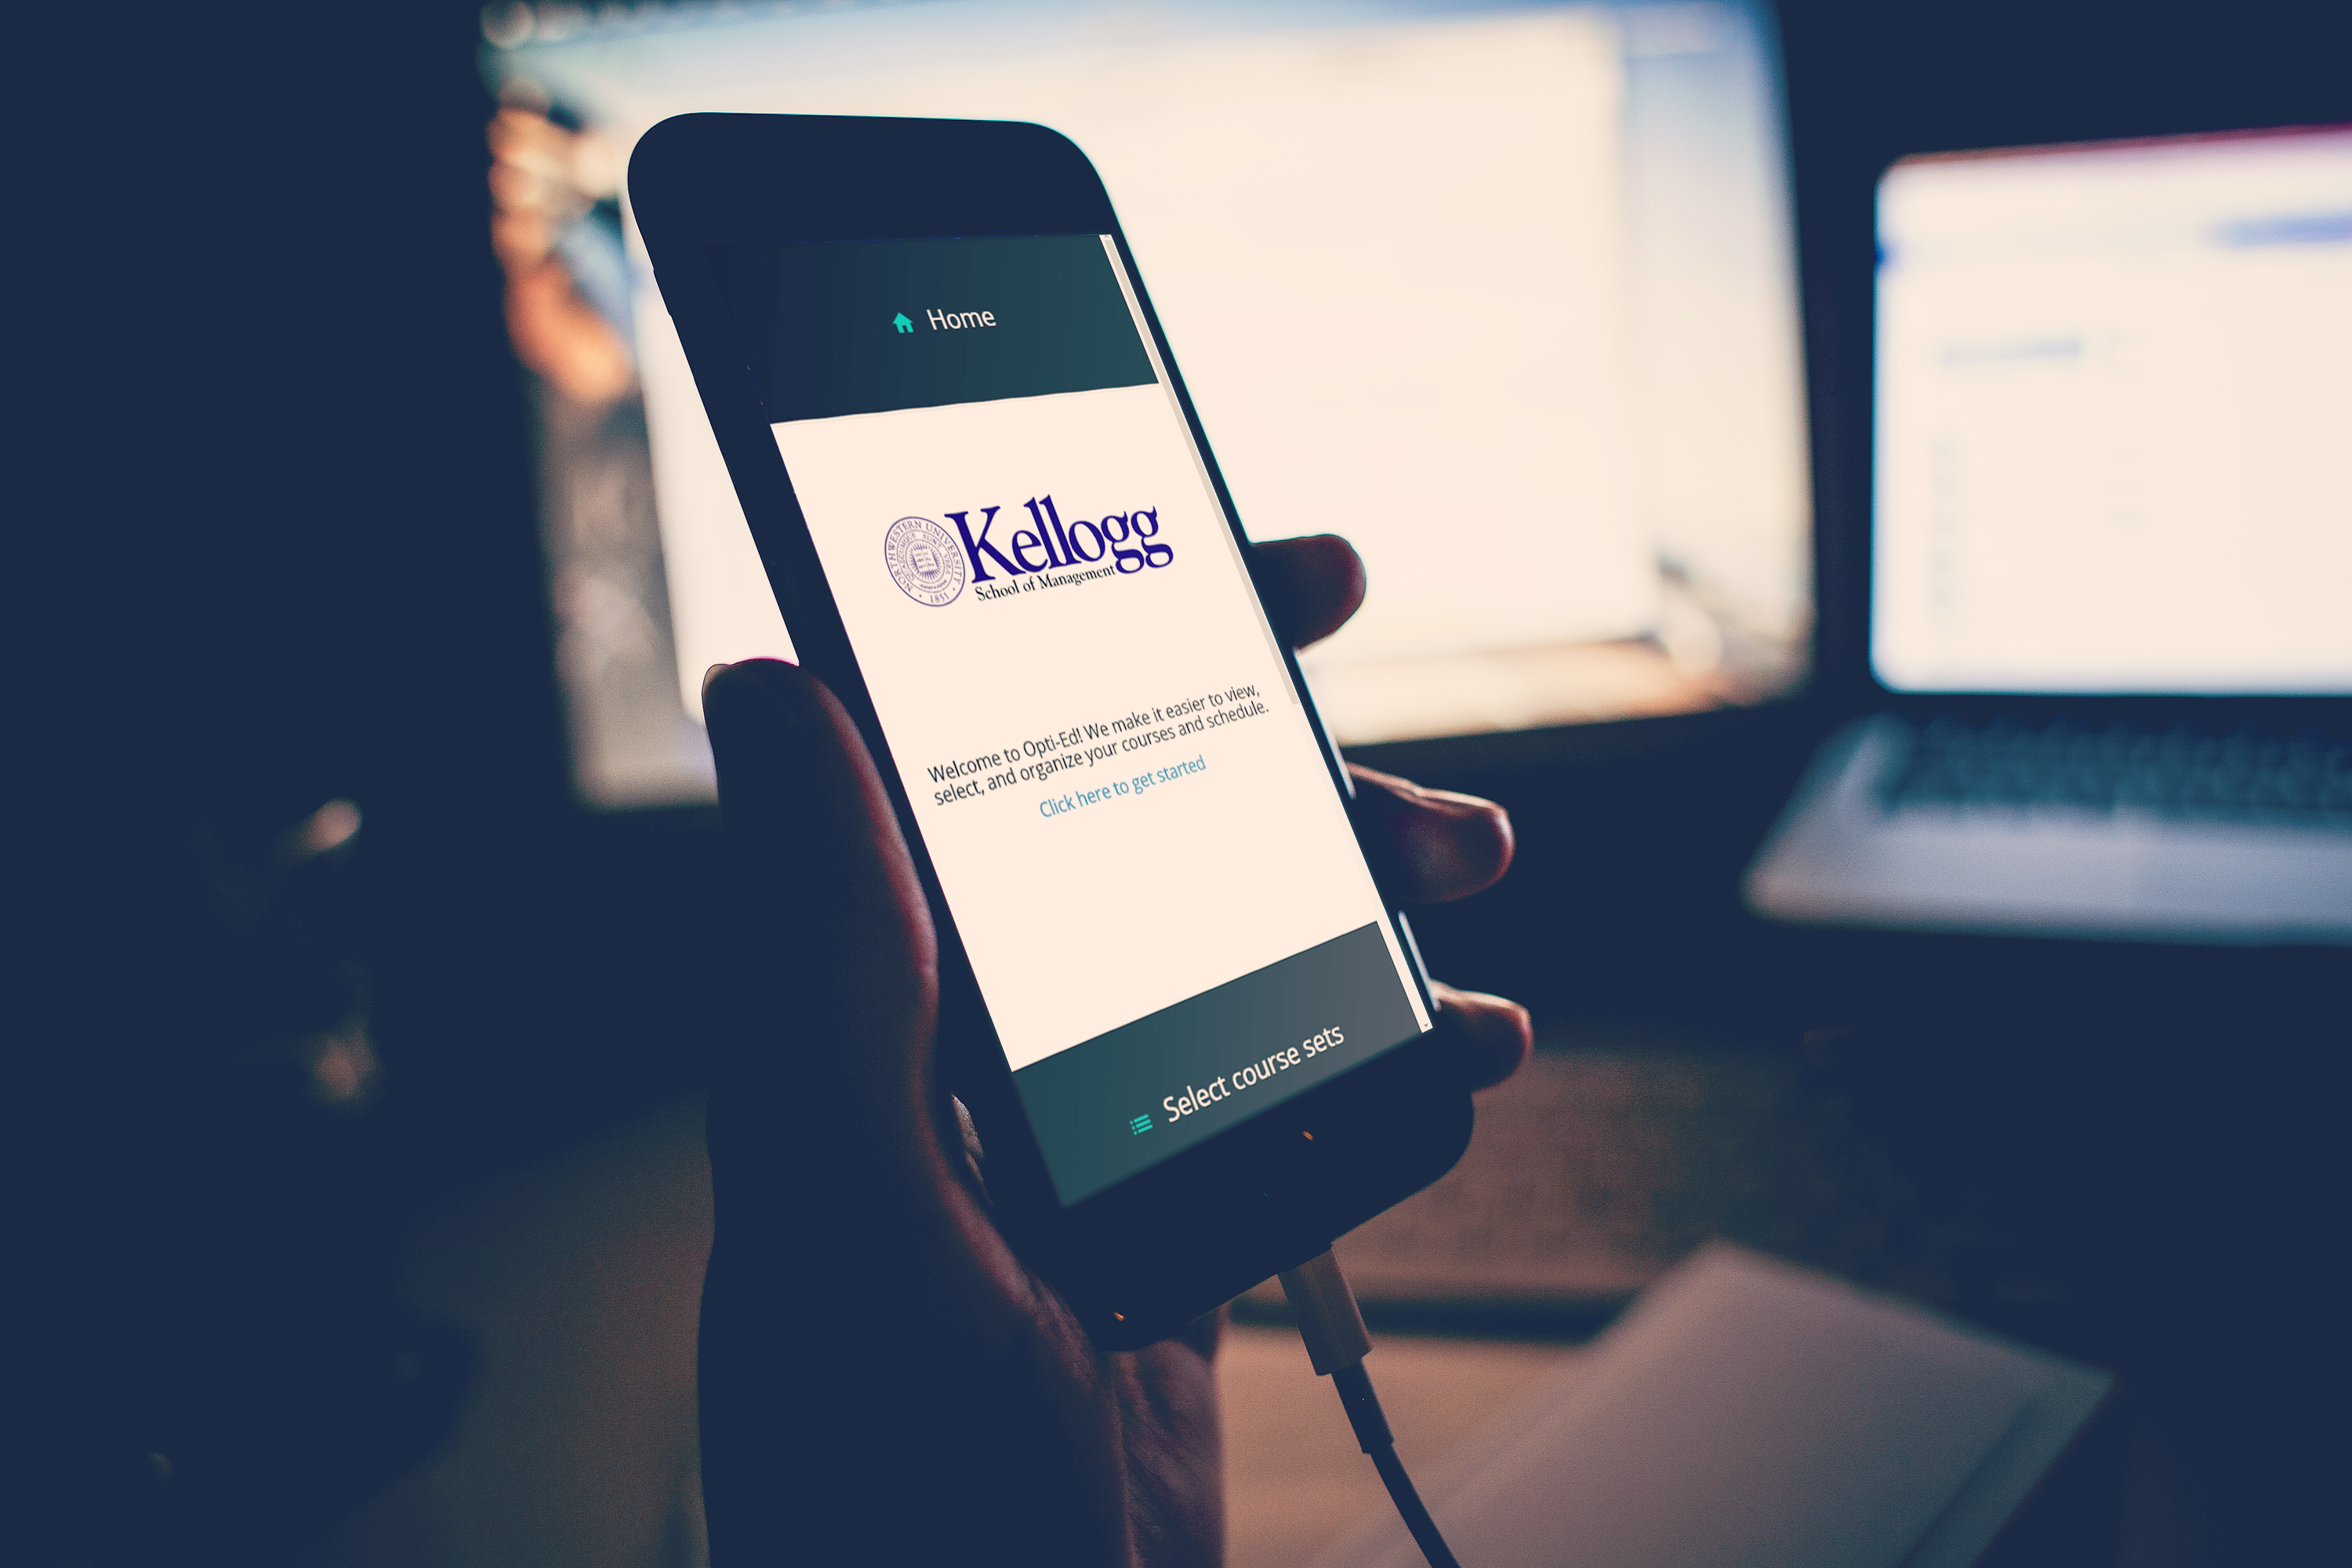 Home
NORTHWESTERN UNIVERSITY
1851
Kellogg
School of Management
Welcome to Opti-Ed! We make it easier to view,
select, and organize your courses and schedule.
Click here to get started
Select course sets